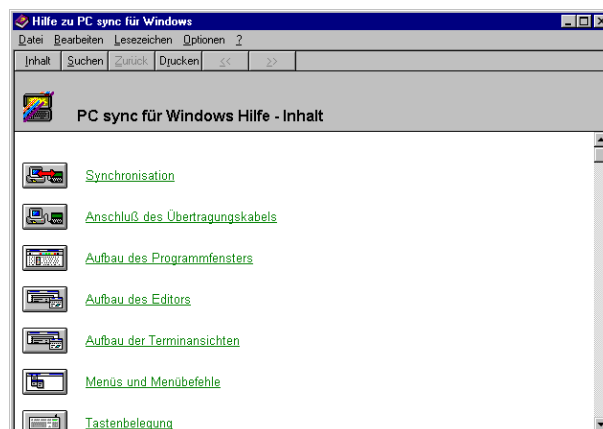 Hilfe zu PC sync für Windows
Datei Bearbeiten Lesezeichen Optionen ?
Inhalt Suchen Zurück Drucken << >>
PC sync für Windows Hilfe - Inhalt
Synchronisation
Anschluß des Übertragungskabels
Aufbau des Programmfensters
Aufbau des Editors
Aufbau der Terminansichten
Menüs und Menübefehle
Tastenbelegung